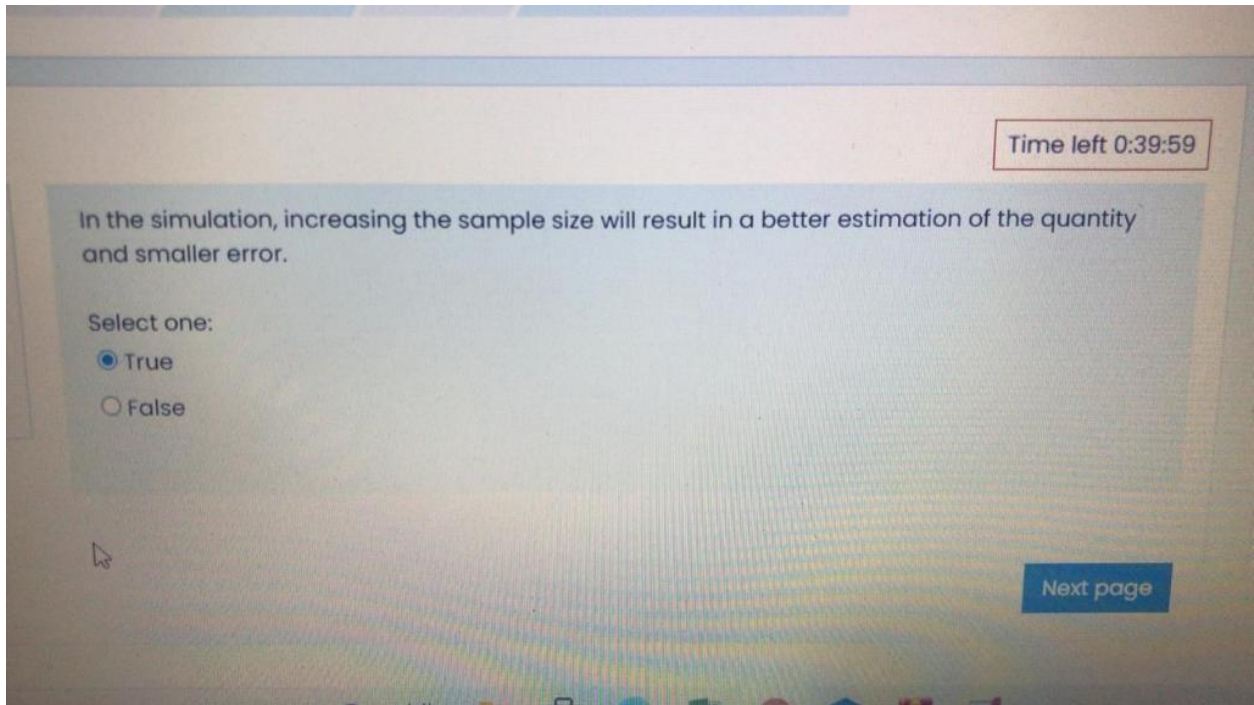 Time left 0:39:59
In the simulation, increasing the sample size will result in a better estimation of the quantity
and smaller error.
Select one:
True
False
Next page